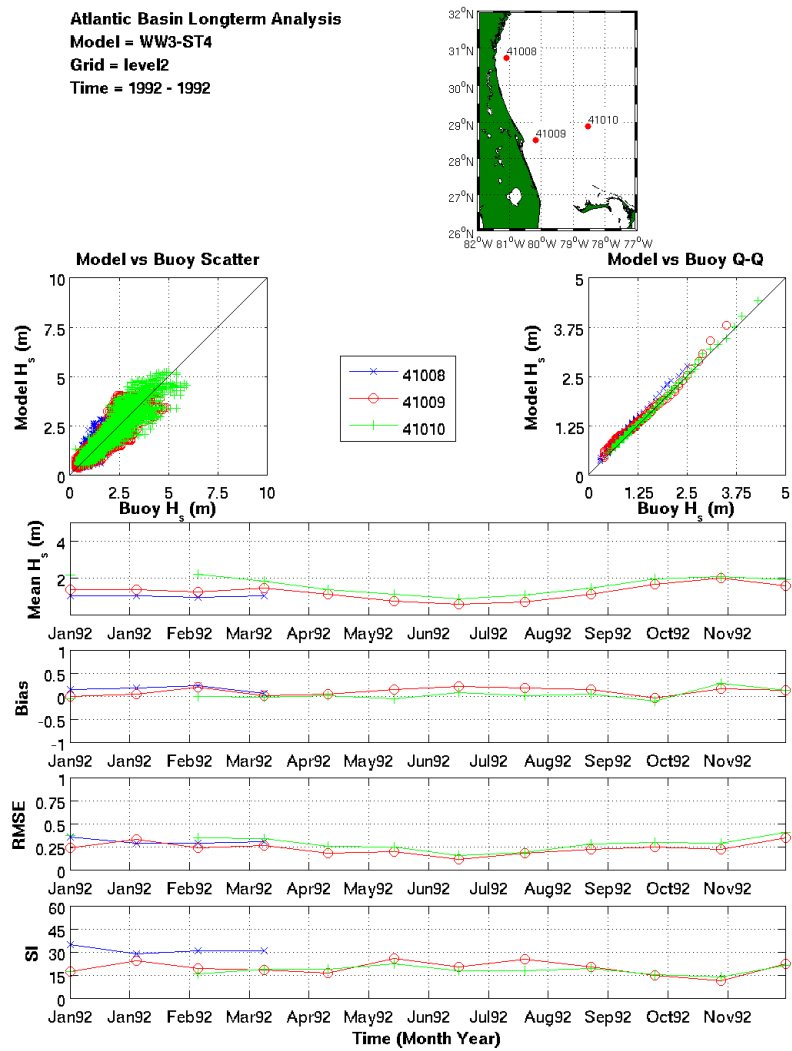 Atlantic Basin Longterm Analysis
Model = WW3-ST4
Grid = level2
Time = 1992 - 1992
32°N
31°N
30°N
29°N
28°N
27°N
26°N
41008
41009
41010
82°W 81°W 80°W 79°W 78°W 77°W
Model vs Buoy Scatter
10
7.5
5
2.5
0
Model Hs (m)
0 2.5 5 7.5 10
Buoy Hs (m)
41008
41009
41010
Model vs Buoy Q-Q
5
3.75
2.5
1.25
0
Model Hs (m)
0 1.25 2.5 3.75 5
Buoy Hs (m)
Mean Hs (m)
4
2
Jan92 Jan92 Feb92 Mar92 Apr92 May92 Jun92 Jul92 Aug92 Sep92 Oct92 Nov92
Bias
1
0.5
0
-0.5
-1
Jan92 Jan92 Feb92 Mar92 Apr92 May92 Jun92 Jul92 Aug92 Sep92 Oct92 Nov92
RMSE
1
0.75
0.5
0.25
0
Jan92 Jan92 Feb92 Mar92 Apr92 May92 Jun92 Jul92 Aug92 Sep92 Oct92 Nov92
SI
60
45
30
15
0
Jan92 Jan92 Feb92 Mar92 Apr92 May92 Jun92 Jul92 Aug92 Sep92 Oct92 Nov92
Time (Month Year)